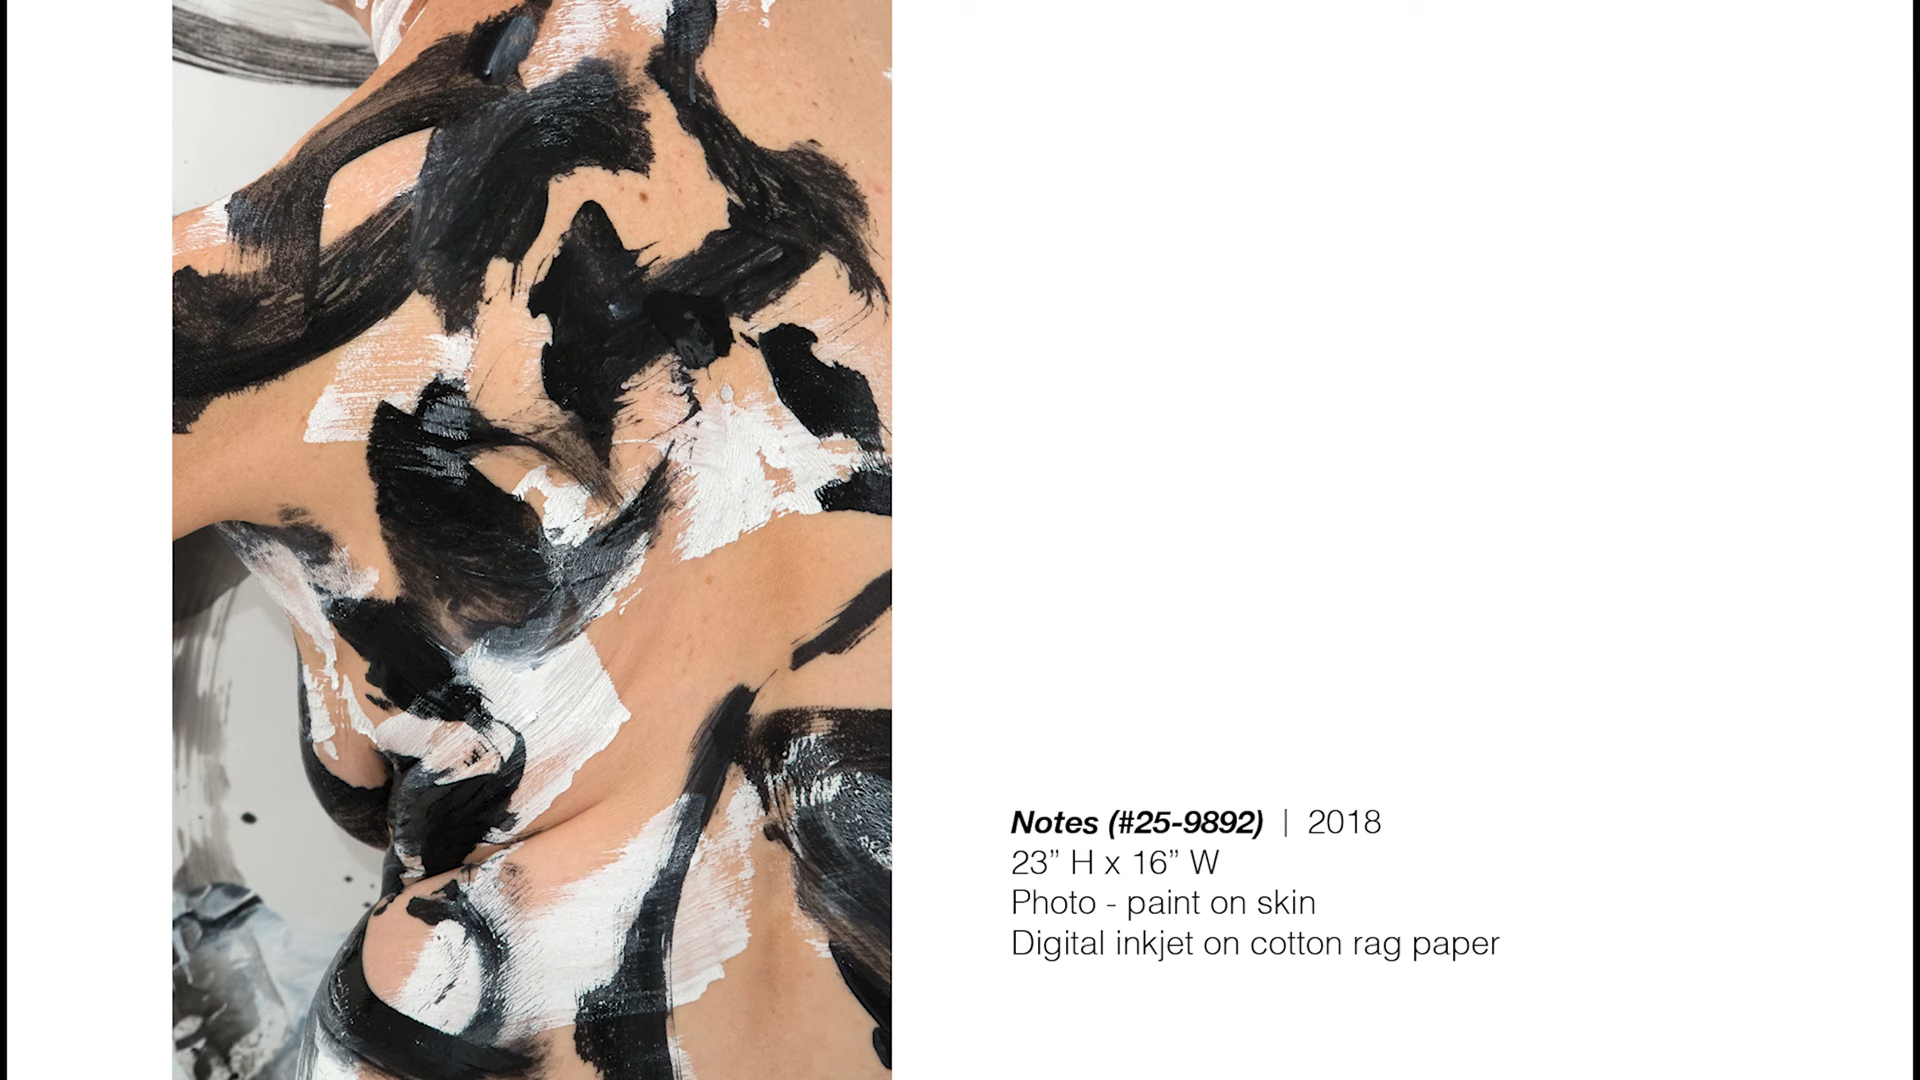 Notes (#25-9892) | 2018
23” H x 16” W
Photo - paint on skin
Digital inkjet on cotton rag paper